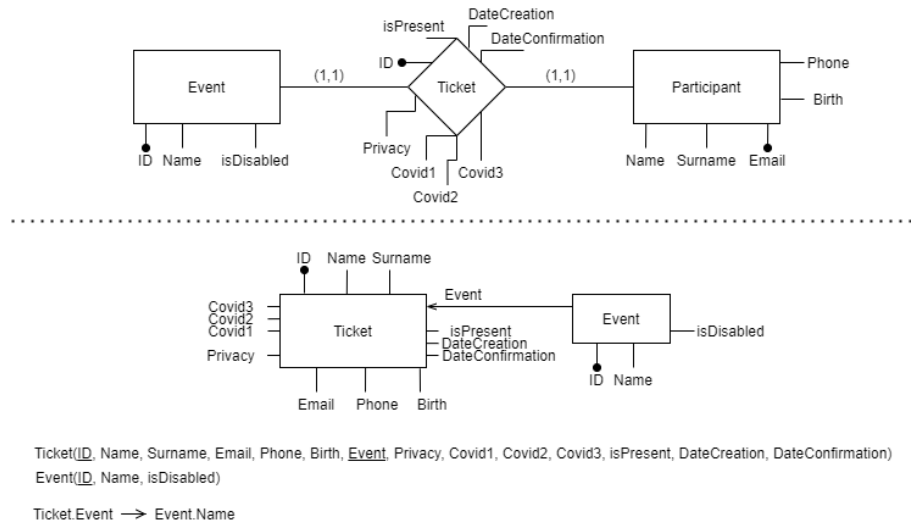 DateCreation
isPresent
DateConfirmation
ID
(1,1)
(1,1)
Phone
Event
Ticket
Participant
Birth
Privacy
ID Name isDisabled
Covid1
Covid3
Covid2
Name Surname Email
ID Name Surname
Event
Covid3
Covid2
Covid1
Ticket
isPresent
DateCreation
DateConfirmation
Event
isDisabled
Privacy
ID Name
Email Phone Birth
Ticket(ID, Name, Surname, Email, Phone, Birth, Event, Privacy, Covid1, Covid2, Covid3, isPresent, DateCreation, DateConfirmation)
Event(ID, Name, isDisabled)
Ticket.Event → Event.Name